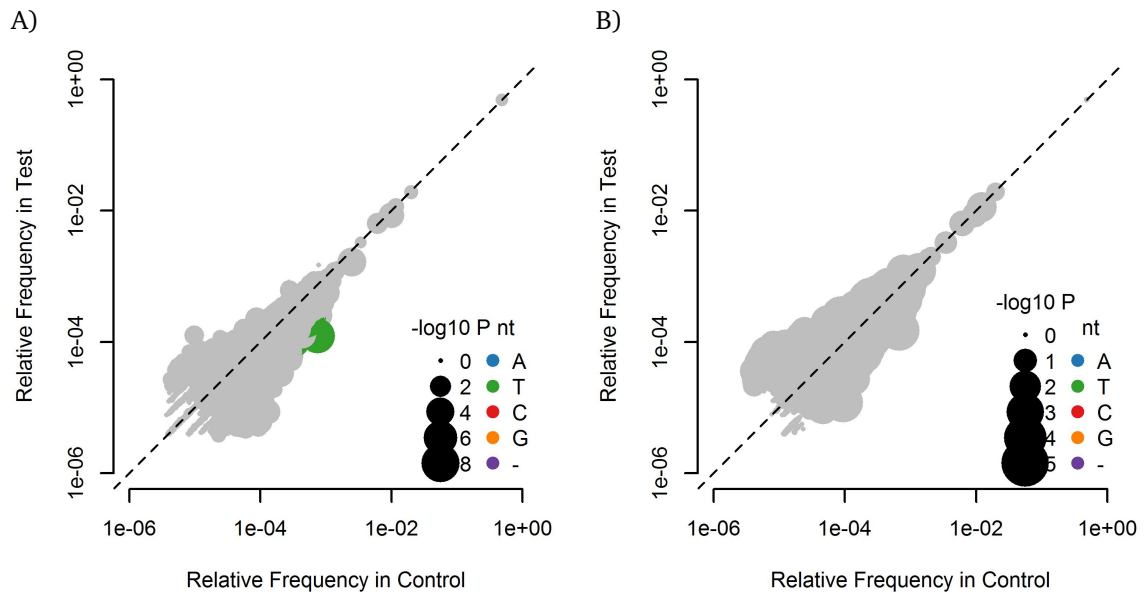 A)
Relative Frequency in Test
1e+00
1e-02
1e-04
1e-06
-log10 P nt
0 A
2 T
4 C
6 G
8 -
1e-06 1e-04 1e-02 1e+00
Relative Frequency in Control
B)
Relative Frequency in Test
1e+00
1e-02
1e-04
1e-06
-log10 P
nt
0
1 A
2 T
3 C
4 G
5 -
1e-06 1e-04 1e-02 1e+00
Relative Frequency in Control